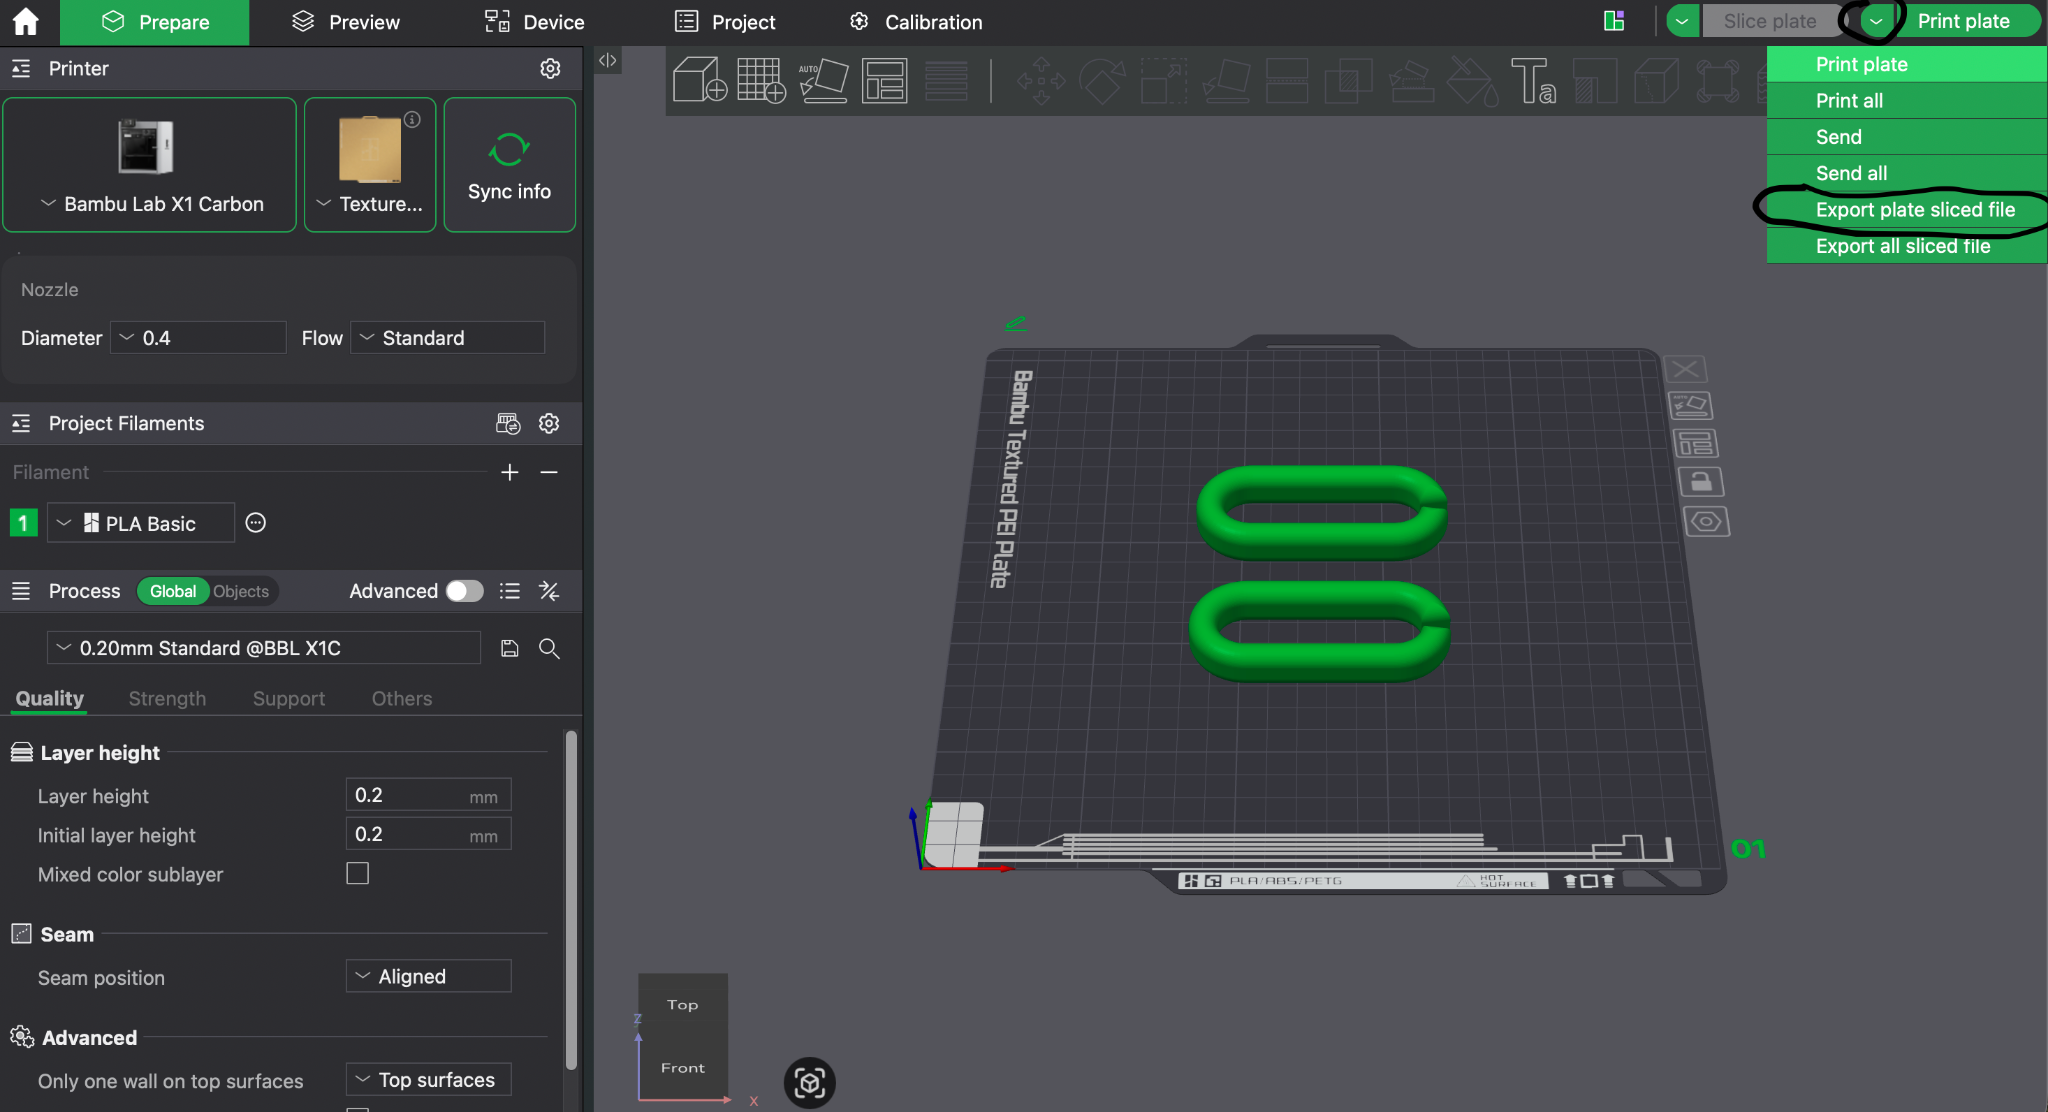 Prepare
Preview
Device
Project
Calibration
Slice plate
Print plate
Printer
Bambu Lab X1 Carbon
Texture...
Sync info
Nozzle
Diameter 0.4 Flow Standard
Project Filaments
Filament
1 PLA Basic
Process Global Objects Advanced
0.20mm Standard @BBL X1C
Quality Strength Support Others
Layer height
Layer height 0.2 mm
Initial layer height 0.2 mm
Mixed color sublayer
Seam
Seam position Aligned
Advanced
Only one wall on top surfaces Top surfaces
AUTO
Ta
Print plate
Print all
Send
Send all
Export plate sliced file
Export all sliced file
Bambu Textured PEI Plate
01
PLA/ABS/PETG
HOT
SURFACE
Top
Front
z
x